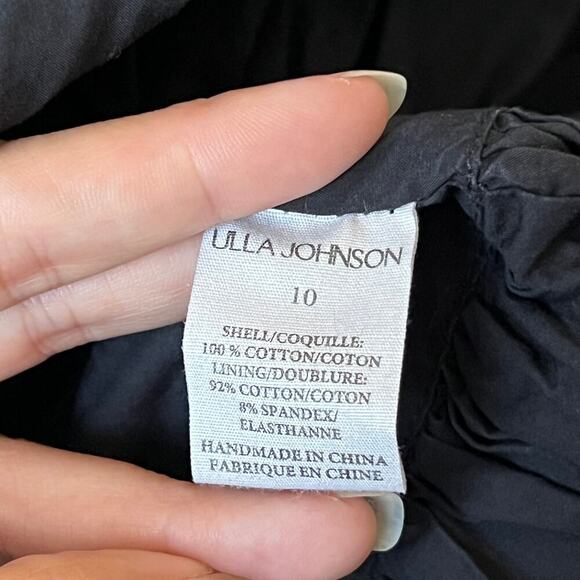 ULLA JOHNSON
10
SHELL/COQUILLE:
100 % COTTON/COTON
LINING/DOUBLURE:
92% COTTON/COTON
8% SPANDEX/
ELASTHANNE
HANDMADE IN CHINA
FABRIQUE EN CHINE